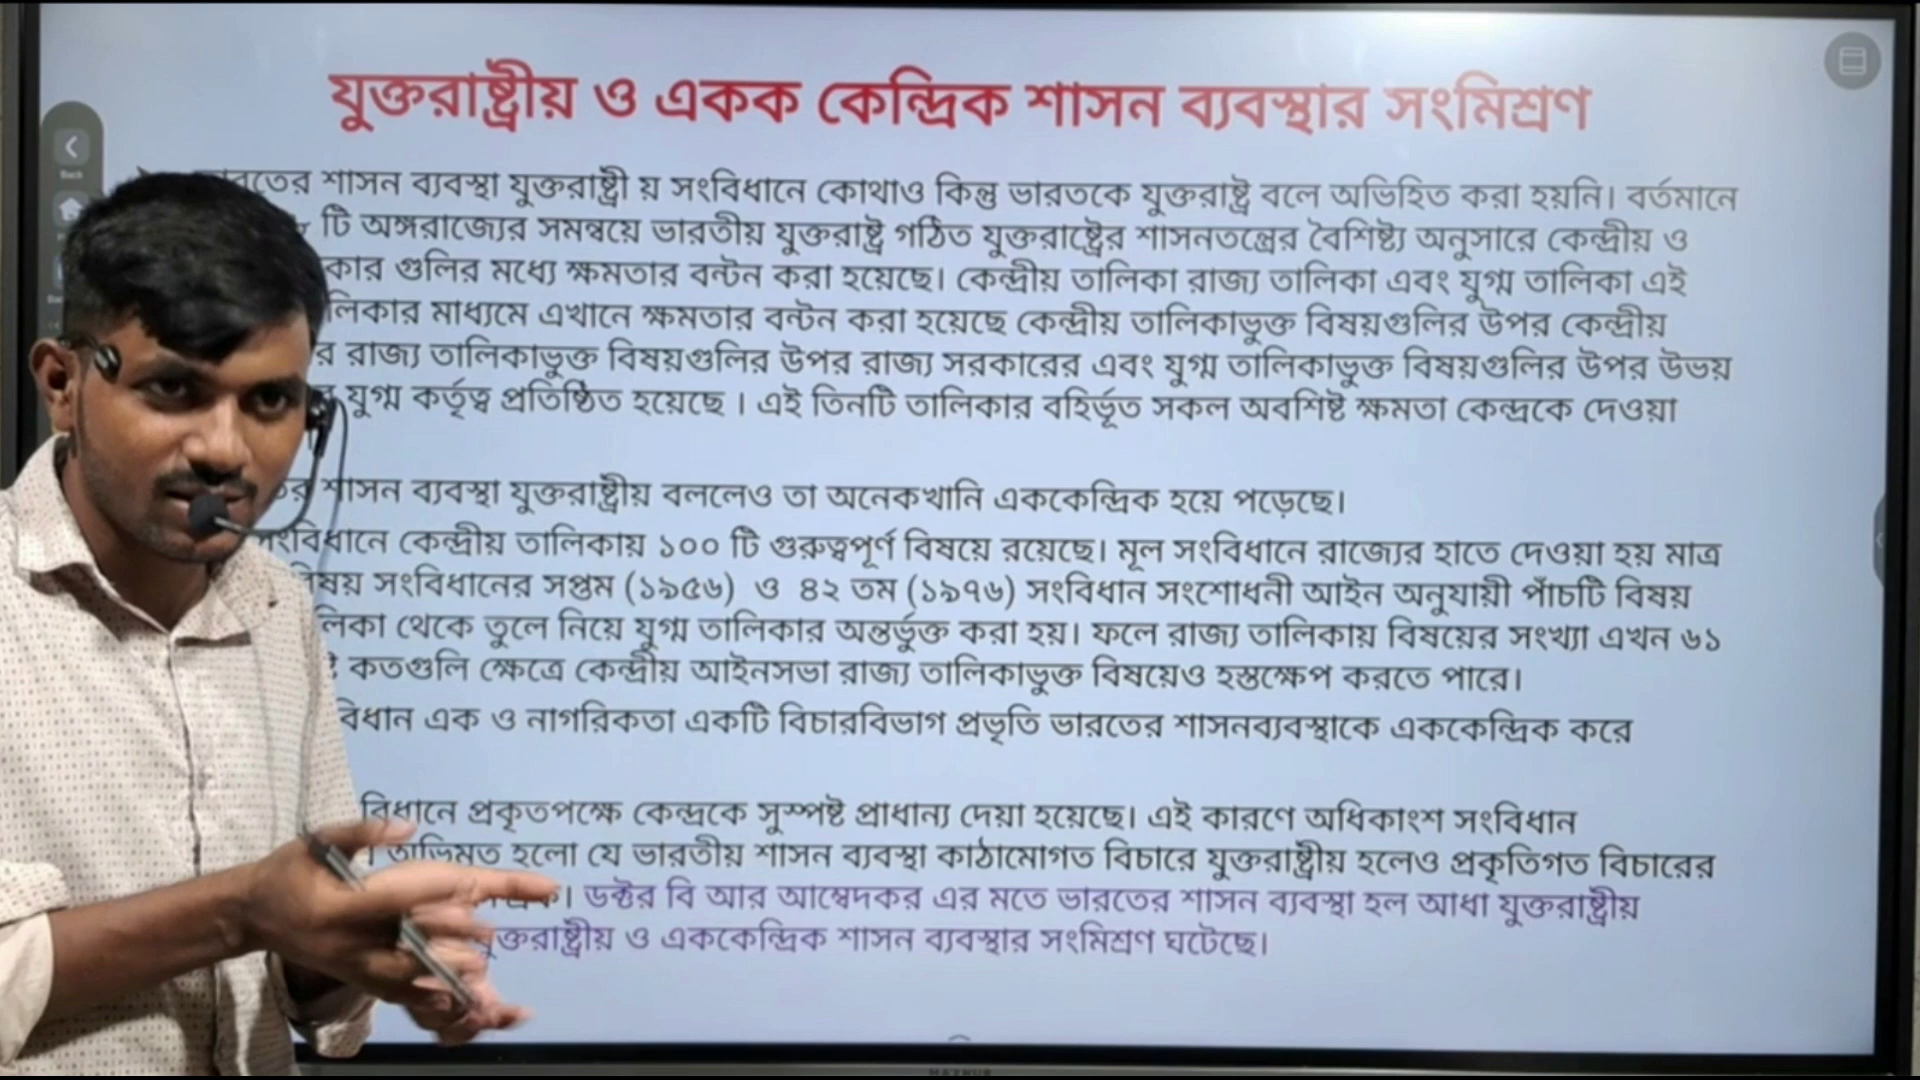 যুক্তরাষ্ট্রীয় ও একক কেন্দ্রিক শাসন ব্যবস্থার সংমিশ্রণ
শাসন ব্যবস্থা যুক্তরাষ্ট্রী য় সংবিধানে কোথাও কিন্তু ভারতকে যুক্তরাষ্ট্র বলে অভিহিত করা হয়নি। বর্তমানে
টি অঙ্গরাজ্যের সমন্বয়ে ভারতীয় যুক্তরাষ্ট্র গঠিত যুক্তরাষ্ট্রের শাসনতন্ত্রের বৈশিষ্ট্য অনুসারে কেন্দ্রীয় ও
গুলির মধ্যে ক্ষমতার বন্টন করা হয়েছে। কেন্দ্রীয় তালিকা রাজ্য তালিকা এবং যুগ্ম তালিকা এই
মাধ্যমে এখানে ক্ষমতার বন্টন করা হয়েছে কেন্দ্রীয় তালিকাভুক্ত বিষয়গুলির উপর কেন্দ্রীয়
রাজ্য তালিকাভুক্ত বিষয়গুলির উপর রাজ্য সরকারের এবং যুগ্ম তালিকাভুক্ত বিষয়গুলির উপর উভয়
যুগ্ম কর্তৃত্ব প্রতিষ্ঠিত হয়েছে । এই তিনটি তালিকার বহির্ভূত সকল অবশিষ্ট ক্ষমতা কেন্দ্রকে দেওয়া
শাসন ব্যবস্থা যুক্তরাষ্ট্রীয় বললেও তা অনেকখানি এককেন্দ্রিক হয়ে পড়েছে।
কেন্দ্রীয় তালিকায় ১০০ টি গুরুত্বপূর্ণ বিষয়ে রয়েছে। মূল সংবিধানে রাজ্যের হাতে দেওয়া হয় মাত্র
সংবিধানের সপ্তম (১৯৫৬) ও ৪২ তম (১৯৭৬) সংবিধান সংশোধনী আইন অনুযায়ী পাঁচটি বিষয়
থেকে তুলে নিয়ে যুগ্ম তালিকার অন্তর্ভুক্ত করা হয়। ফলে রাজ্য তালিকায় বিষয়ের সংখ্যা এখন ৬১
কতগুলি ক্ষেত্রে কেন্দ্রীয় আইনসভা রাজ্য তালিকাভুক্ত বিষয়েও হস্তক্ষেপ করতে পারে।
এক ও নাগরিকতা একটি বিচারবিভাগ প্রভৃতি ভারতের শাসনব্যবস্থাকে এককেন্দ্রিক করে
প্রকৃতপক্ষে কেন্দ্রকে সুস্পষ্ট প্রাধান্য দেয়া হয়েছে। এই কারণে অধিকাংশ সংবিধান
অভিমত হলো যে ভারতীয় শাসন ব্যবস্থা কাঠামোগত বিচারে যুক্তরাষ্ট্রীয় হলেও প্রকৃতিগত বিচারের
ডক্টর বি আর আম্বেদকর এর মতে ভারতের শাসন ব্যবস্থা হল আধা যুক্তরাষ্ট্রীয়
ও এককেন্দ্রিক শাসন ব্যবস্থার সংমিশ্রণ ঘটেছে।